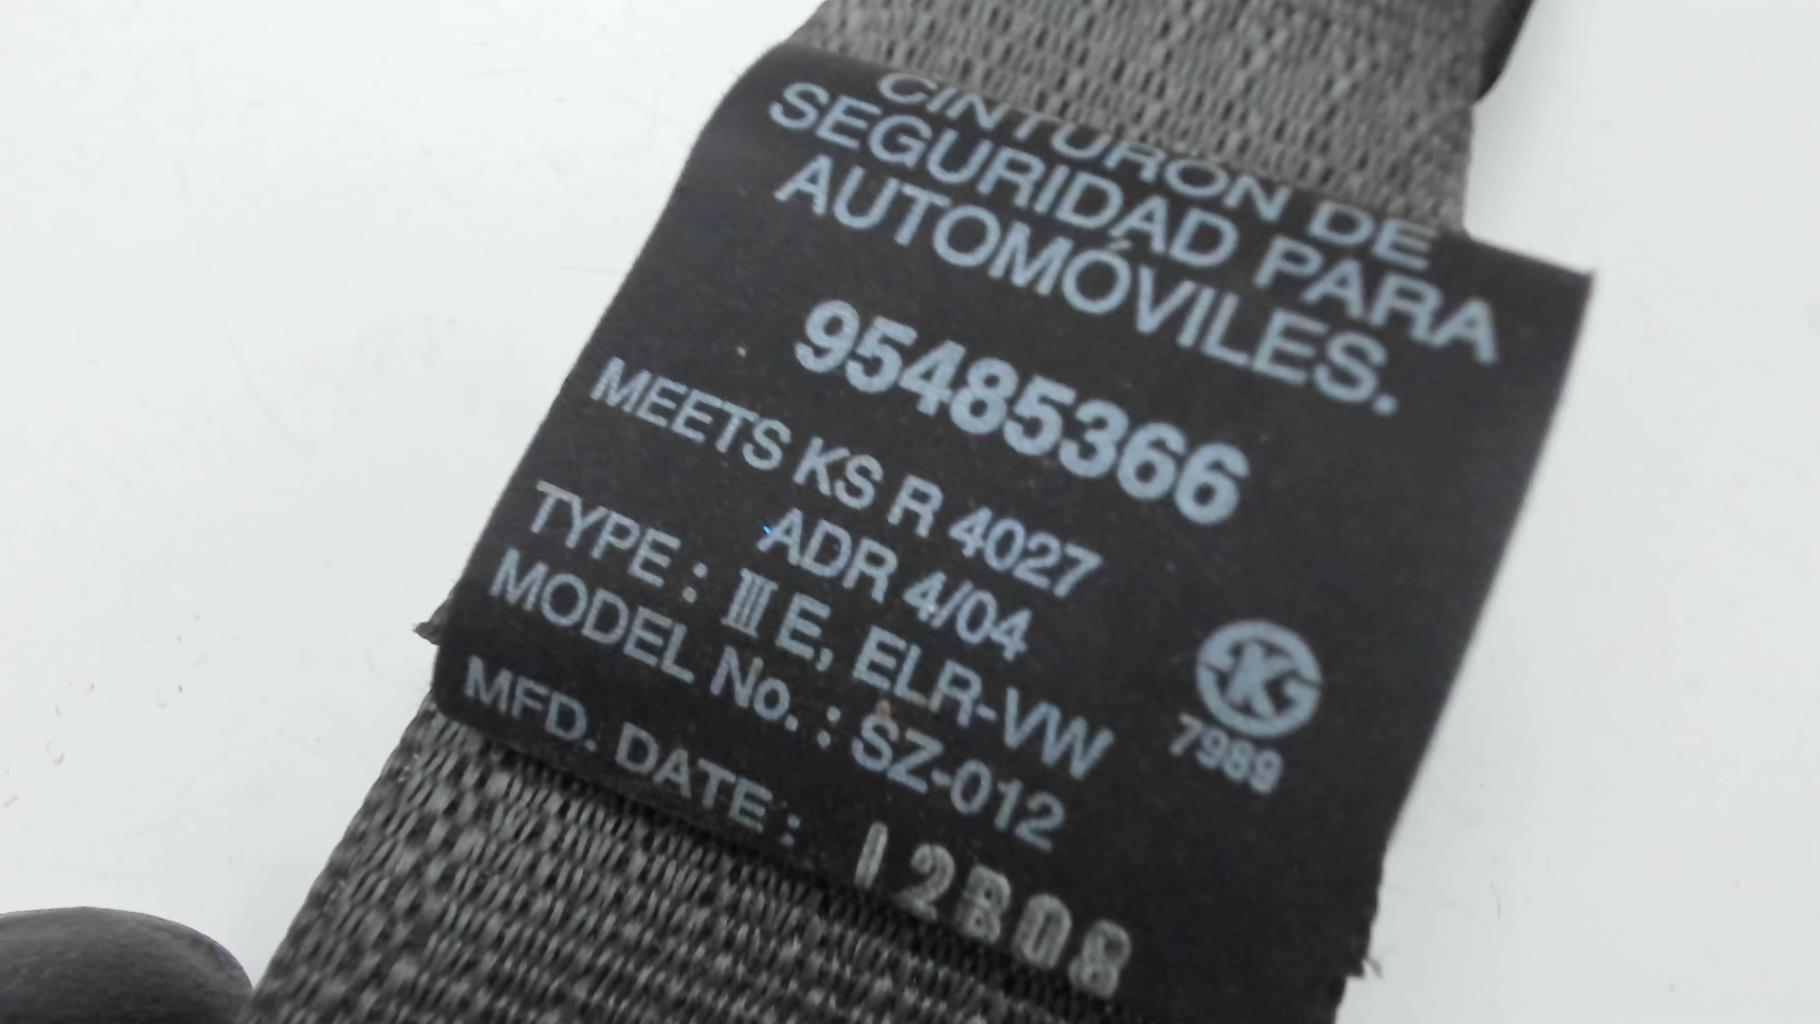 CINTURON DE
SEGURIDAD PARA
AUTOMÓVILES.
95485366
MEETS KS R 4027
ADR 4/04
TYPE : III E, ELR-VW
MODEL No. : SZ-012
MFD. DATE : 12B08
KS
7989